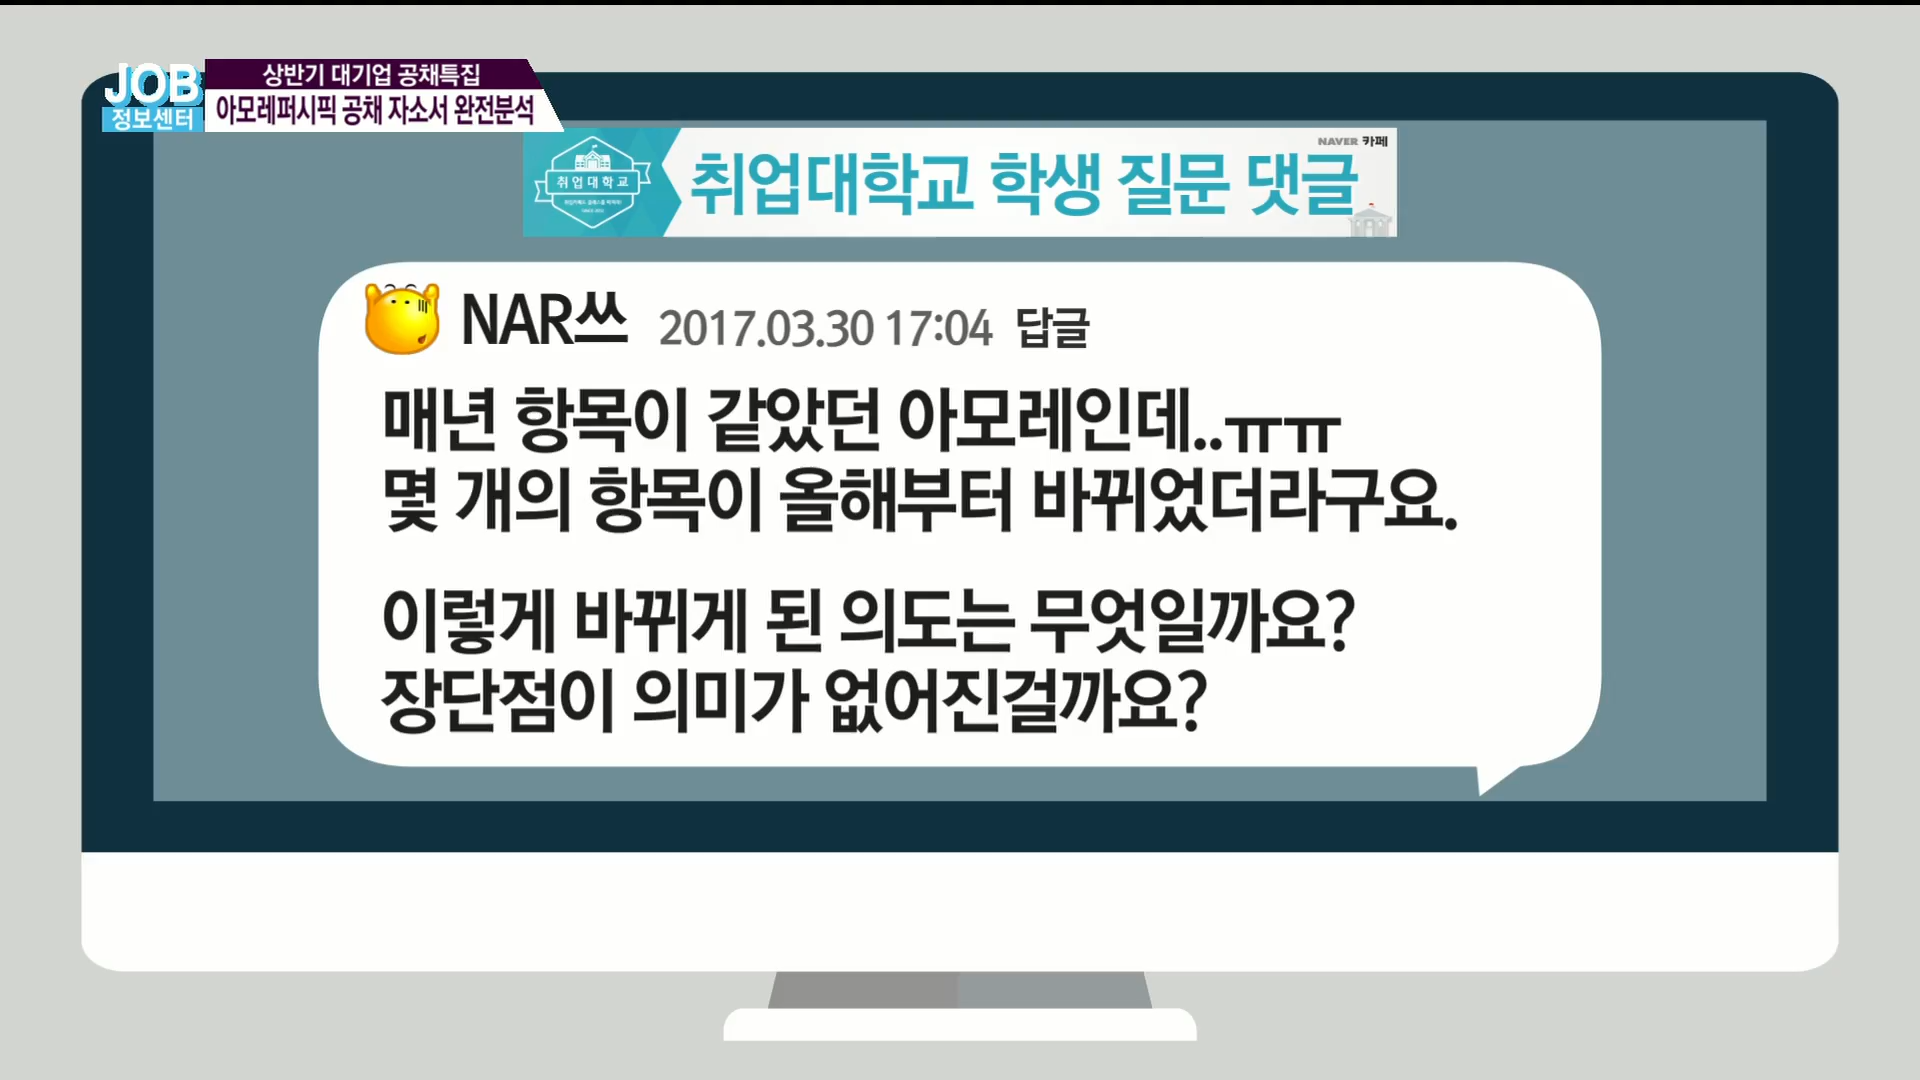 JOB
정보센터
상반기 대기업 공채특집
아모레퍼시픽 공채 자소서 완전분석
NAVER 카페
취업대학교
SINCE 2013
취업대학교 학생 질문 댓글
NAR쓰 2017.03.30 17:04 답글
매년 항목이 같았던 아모레인데..ㅠㅠ
몇 개의 항목이 올해부터 바뀌었더라구요.
이렇게 바뀌게 된 의도는 무엇일까요?
장단점이 의미가 없어진걸까요?